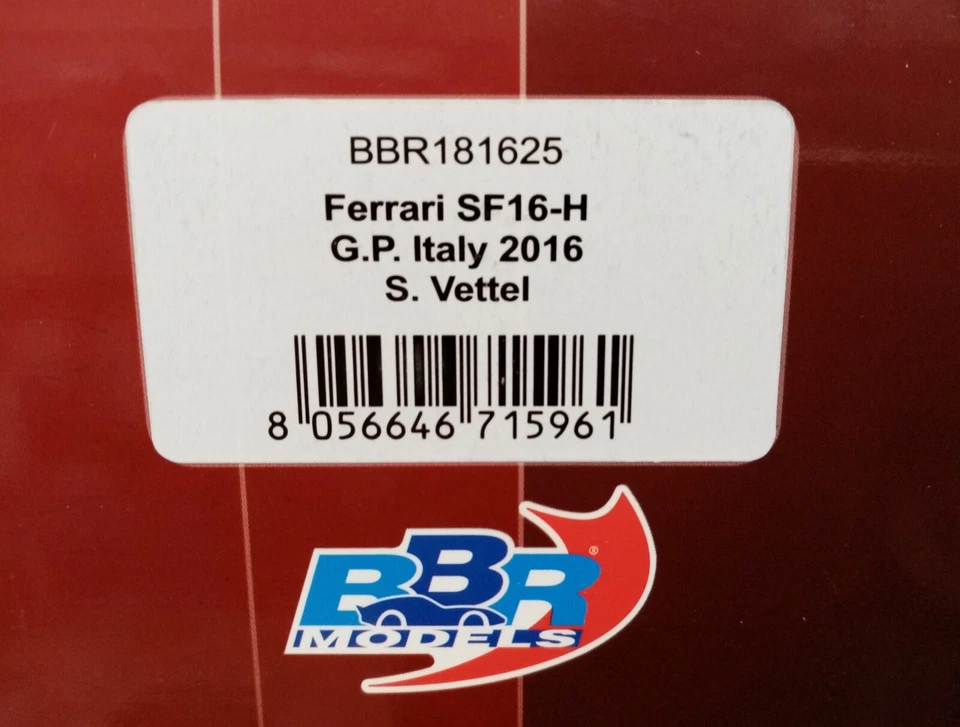 BBR181625
Ferrari SF16-H
G.P. Italy 2016
S. Vettel
8 056646 715961
BBR®
MODELS